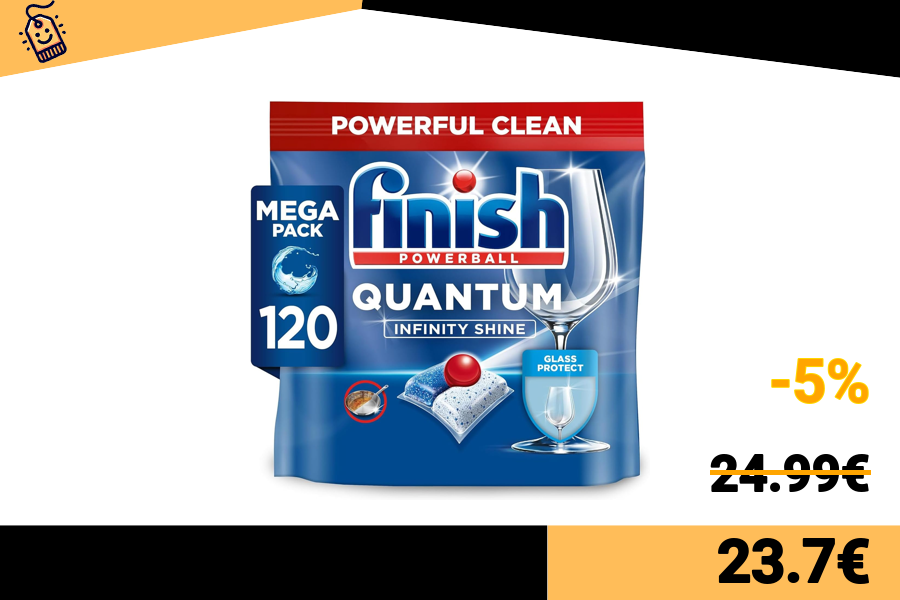 POWERFUL CLEAN
MEGA
PACK
120
finish
POWERBALL
QUANTUM
INFINITY SHINE
GLASS
PROTECT
-5%
24.99€
23.7€